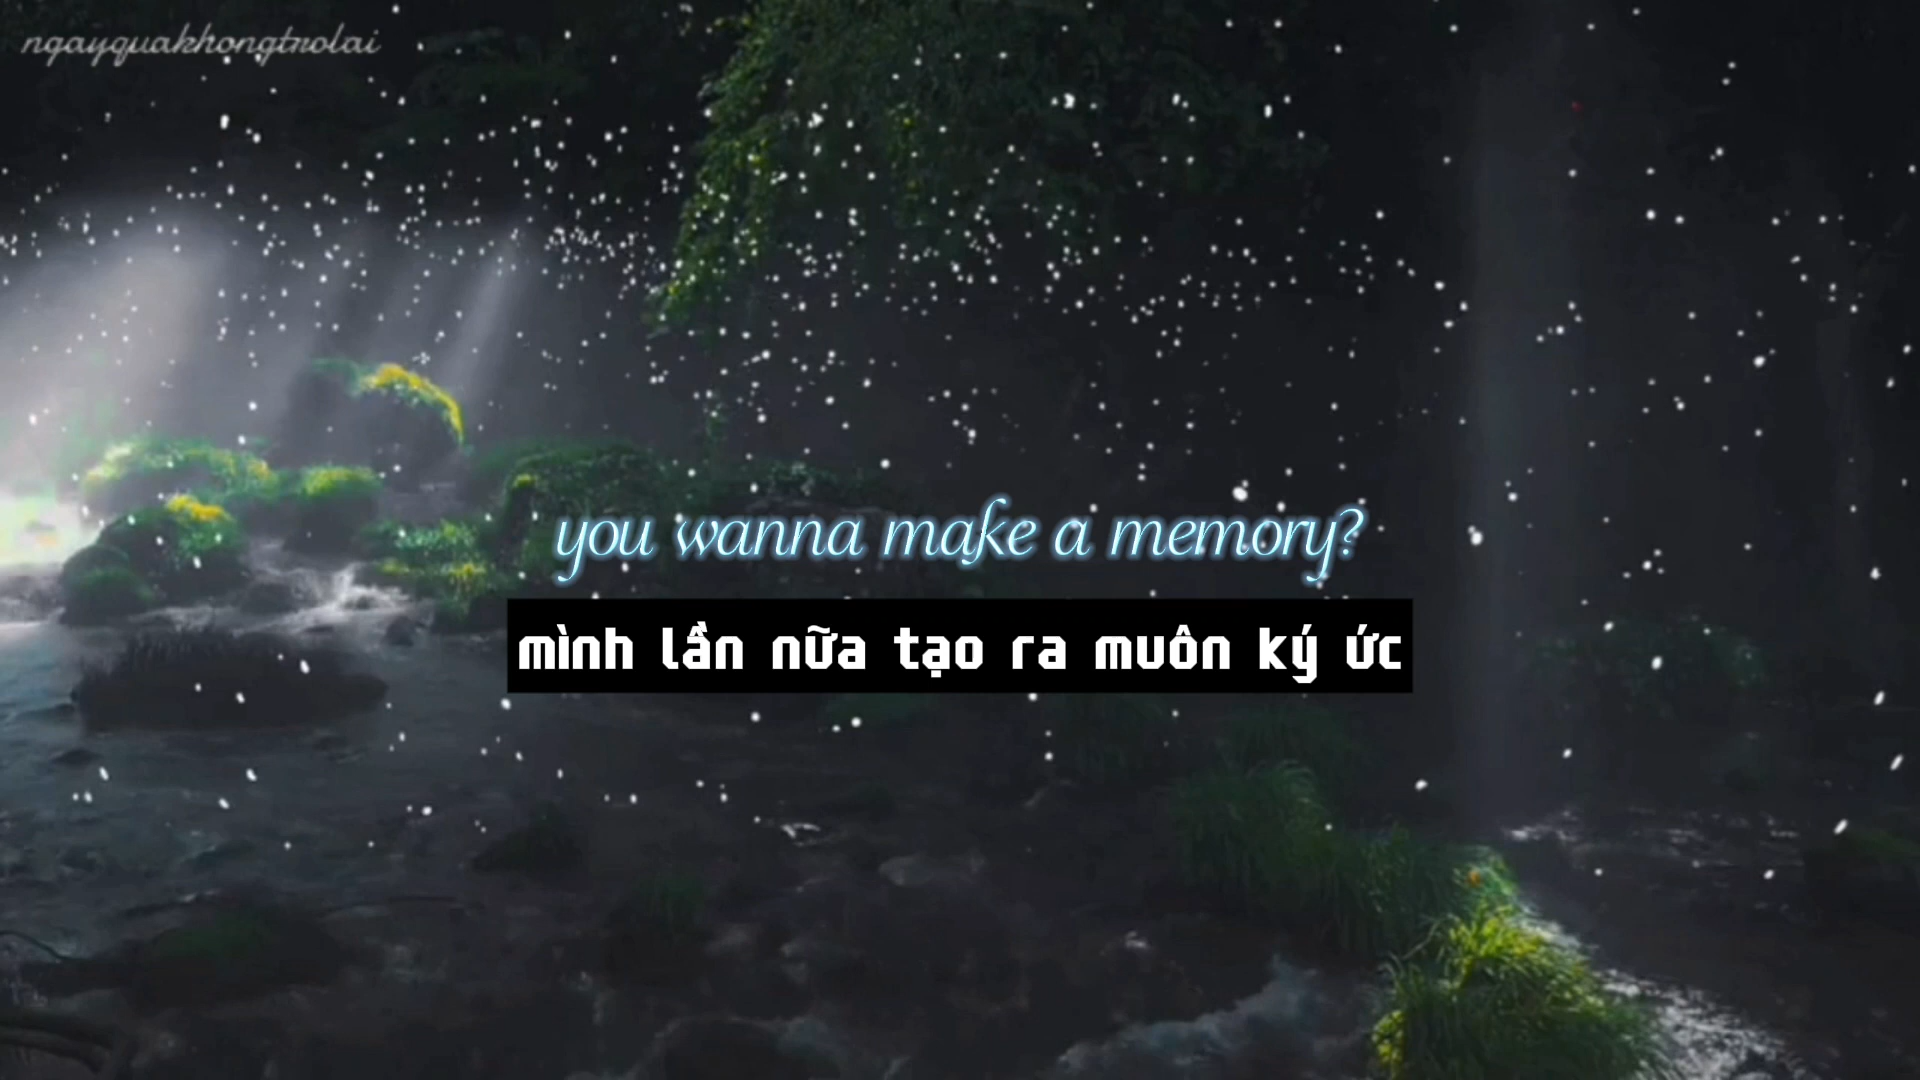 ngayquakhongtrolai
you wanna make a memory?
mình lần nữa tạo ra muôn ký ức